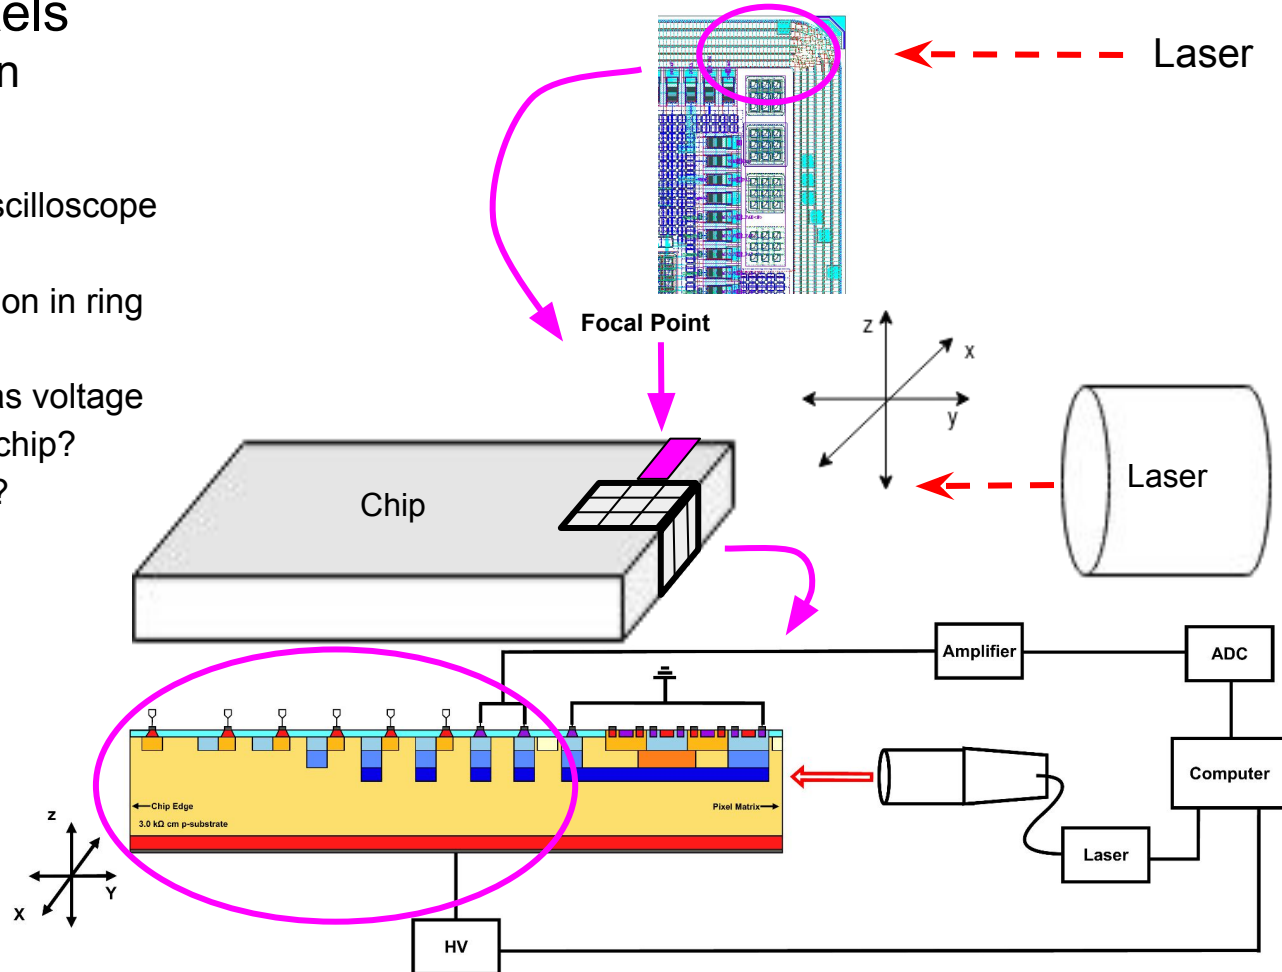 els
n
scilloscope
on in ring
as voltage
chip?
?
Laser
Focal Point
z
x
y
Chip
Laser
Amplifier
ADC
Computer
Laser
HV
Chip Edge
Pixel Matrix
3.0 kΩ cm p-substrate
z
Y
X